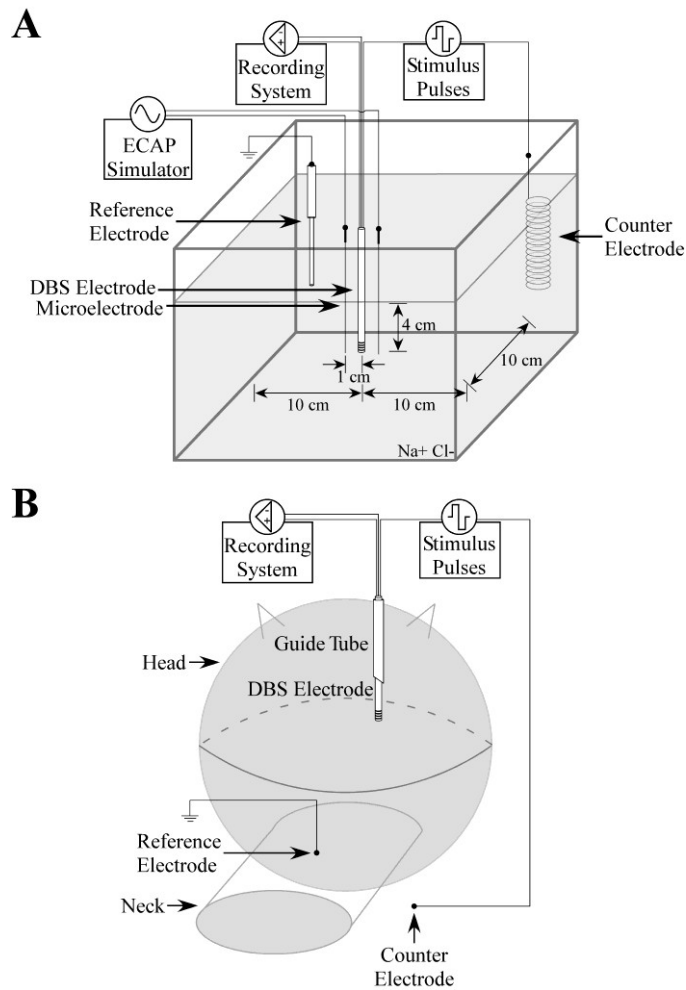 A
Recording
System
Stimulus
Pulses
ECAP
Simulator
Reference
Electrode
Counter
Electrode
DBS Electrode
Microelectrode
4 cm
1 cm
10 cm
10 cm
10 cm
Na+ Cl-
B
Recording
System
Stimulus
Pulses
Guide Tube
Head
DBS Electrode
Reference
Electrode
Neck
Counter
Electrode